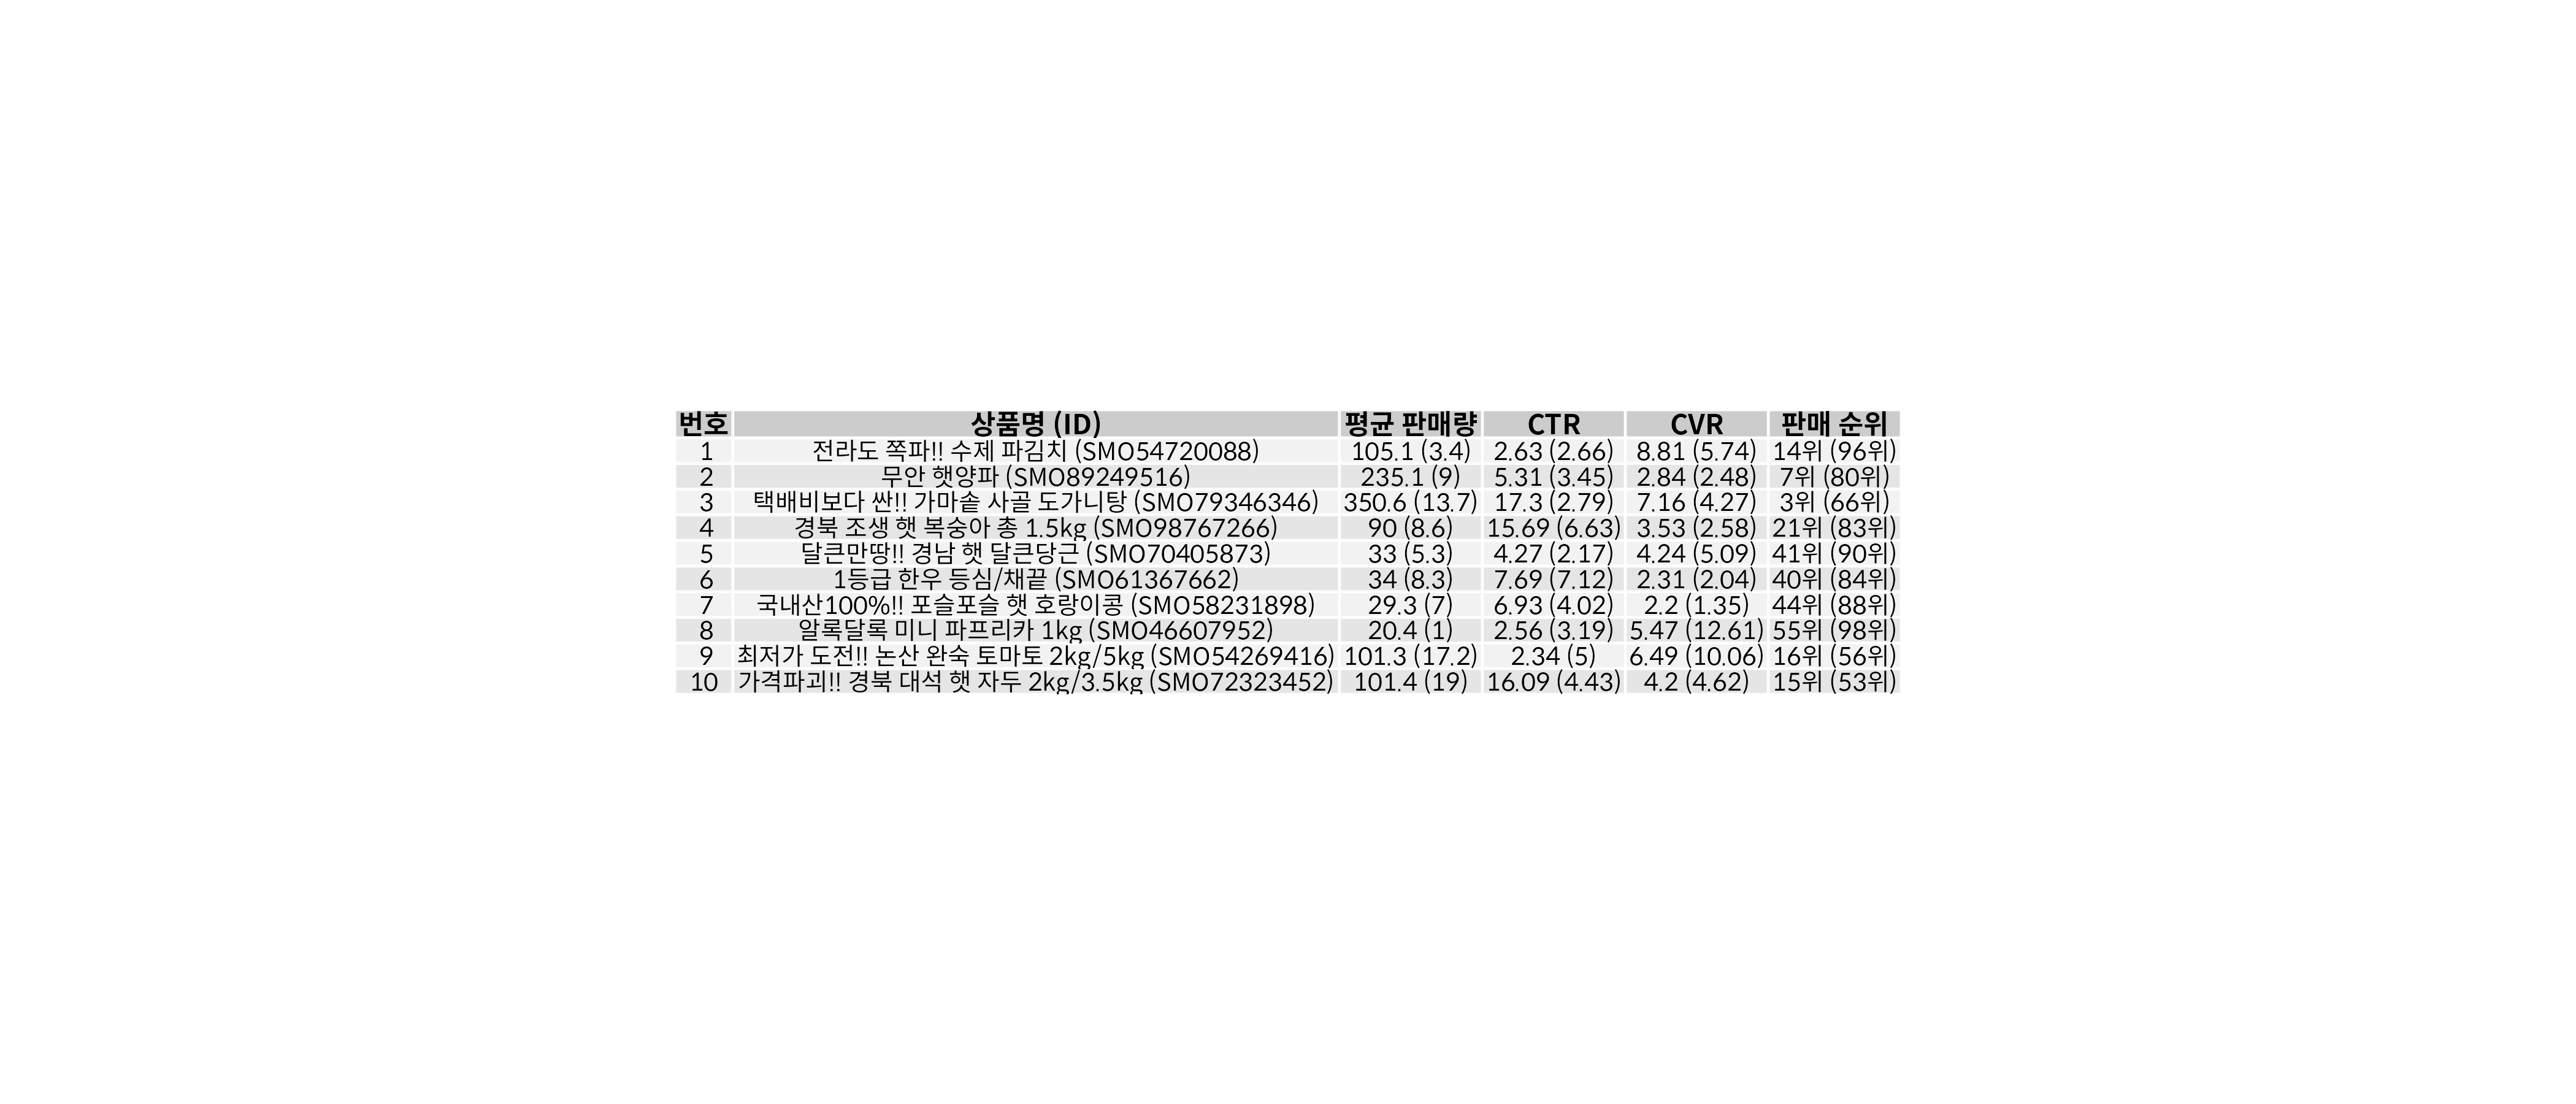 번호 상품명 (ID) 평균 판매량 CTR CVR 판매 순위
1 전라도 쪽파!! 수제 파김치 (SMO54720088) 105.1 (3.4) 2.63 (2.66) 8.81 (5.74) 14위 (96위)
2 무안 햇양파 (SMO89249516) 235.1 (9) 5.31 (3.45) 2.84 (2.48) 7위 (80위)
3 택배비보다 싼!! 가마솥 사골 도가니탕 (SMO79346346) 350.6 (13.7) 17.3 (2.79) 7.16 (4.27) 3위 (66위)
4 경북 조생 햇 복숭아 총 1.5kg (SMO98767266) 90 (8.6) 15.69 (6.63) 3.53 (2.58) 21위 (83위)
5 달큰만땅!! 경남 햇 달큰당근 (SMO70405873) 33 (5.3) 4.27 (2.17) 4.24 (5.09) 41위 (90위)
6 1등급 한우 등심/채끝 (SMO61367662) 34 (8.3) 7.69 (7.12) 2.31 (2.04) 40위 (84위)
7 국내산100%!! 포슬포슬 햇 호랑이콩 (SMO58231898) 29.3 (7) 6.93 (4.02) 2.2 (1.35) 44위 (88위)
8 알록달록 미니 파프리카 1kg (SMO46607952) 20.4 (1) 2.56 (3.19) 5.47 (12.61) 55위 (98위)
9 최저가 도전!! 논산 완숙 토마토 2kg/5kg (SMO54269416) 101.3 (17.2) 2.34 (5) 6.49 (10.06) 16위 (56위)
10 가격파괴!! 경북 대석 햇 자두 2kg/3.5kg (SMO72323452) 101.4 (19) 16.09 (4.43) 4.2 (4.62) 15위 (53위)